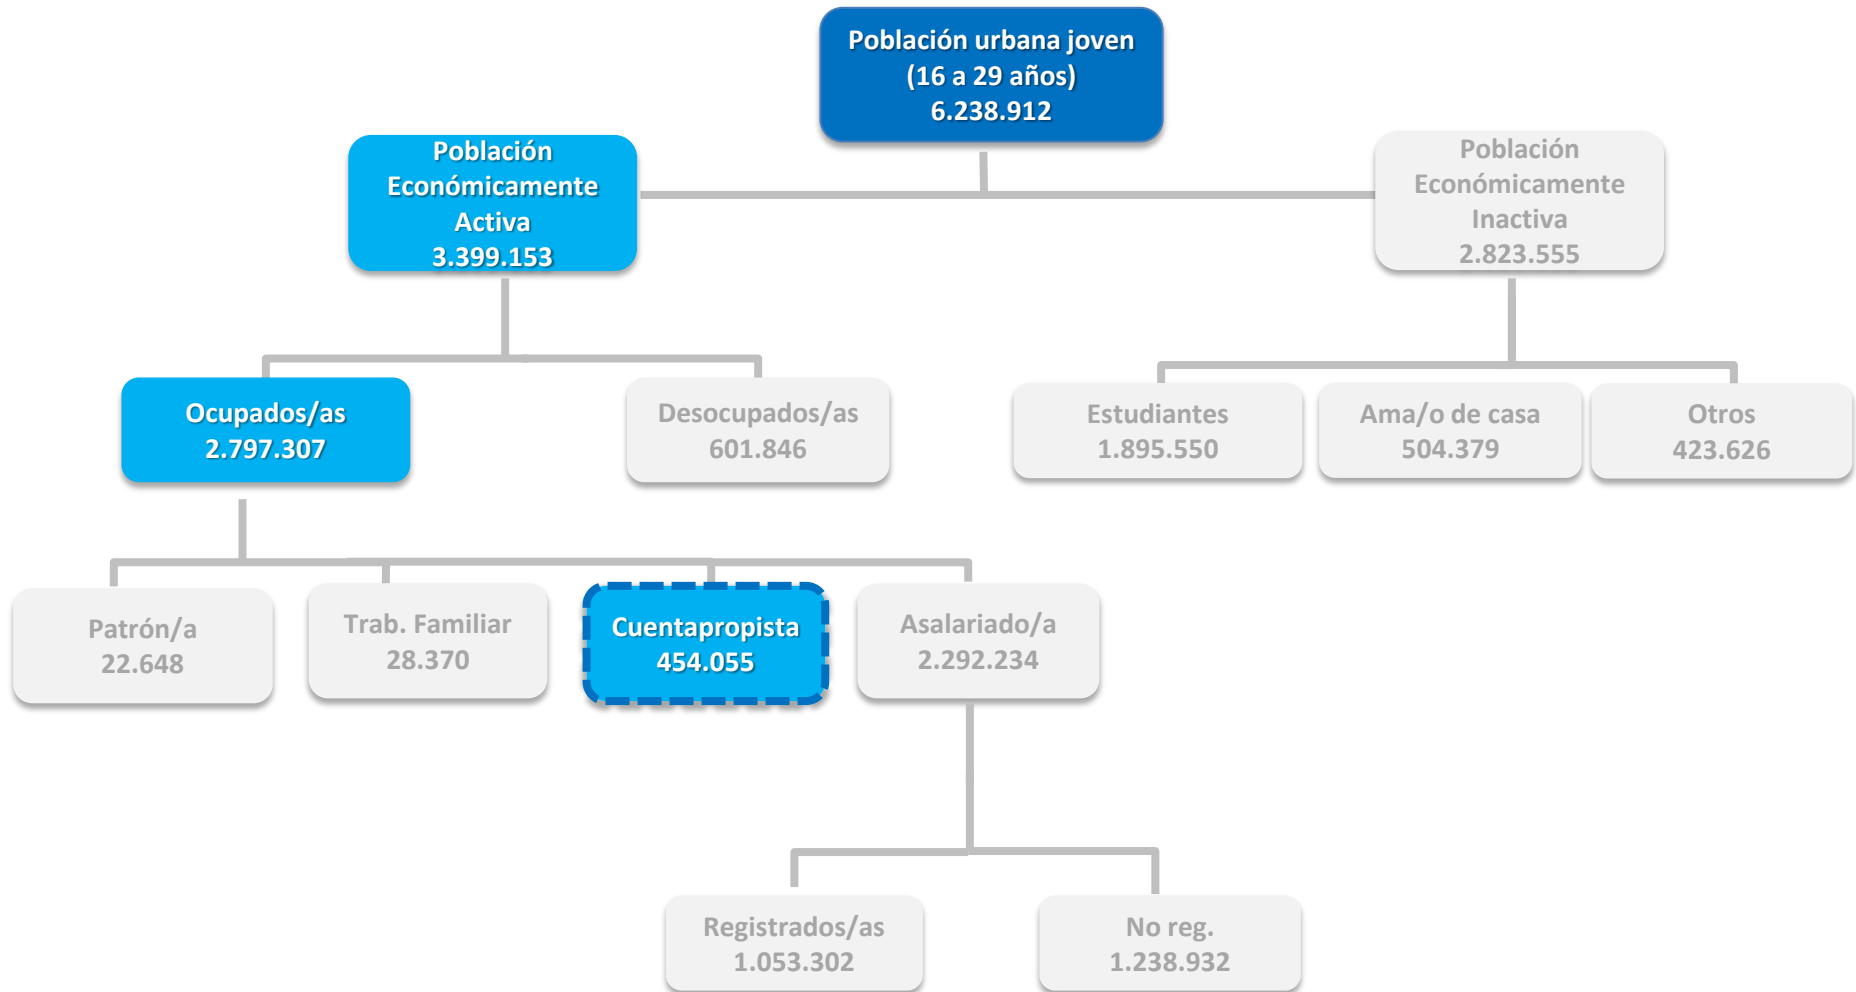 Población urbana joven
(16 a 29 años)
6.238.912
Población
Económicamente
Activa
3.399.153
Población
Económicamente
Inactiva
2.823.555
Ocupados/as
2.797.307
Desocupados/as
601.846
Estudiantes
1.895.550
Ama/o de casa
504.379
Otros
423.626
Patrón/a
22.648
Trab. Familiar
28.370
Cuentapropista
454.055
Asalariado/a
2.292.234
Registrados/as
1.053.302
No reg.
1.238.932